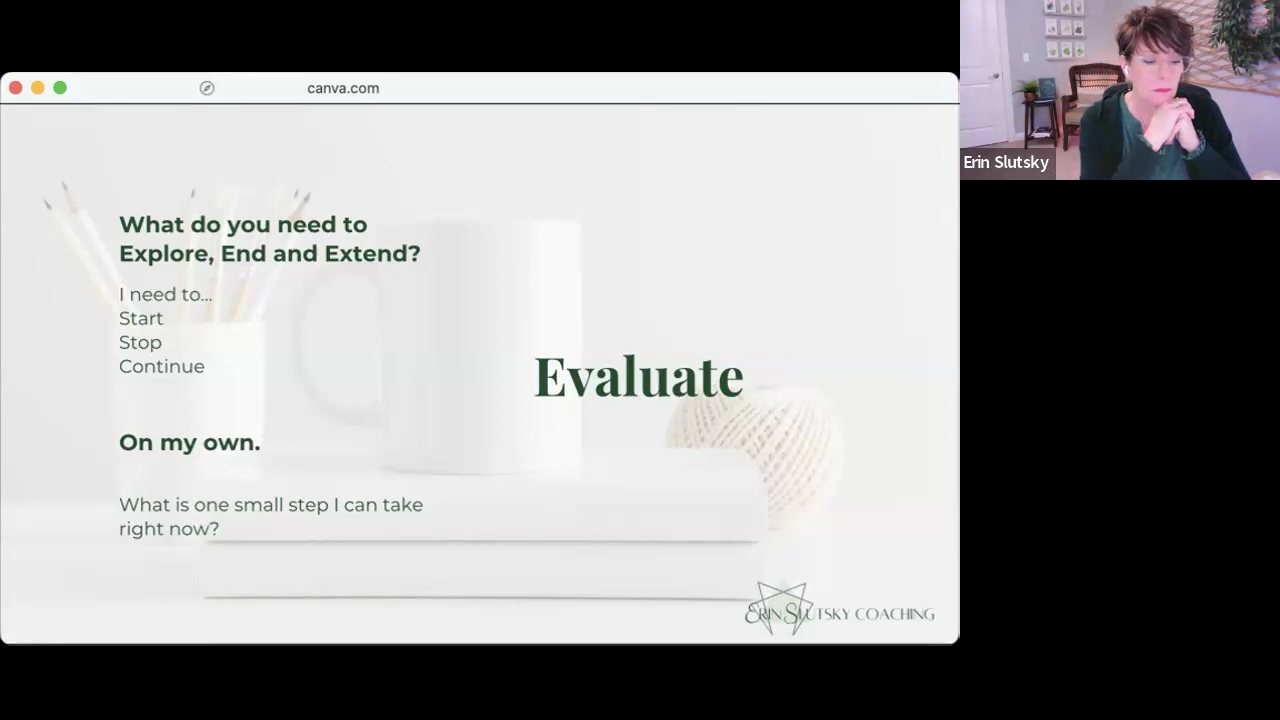 canva.com
What do you need to
Explore, End and Extend?
I need to...
Start
Stop
Continue
On my own.
What is one small step I can take
right now?
Evaluate
ERIN SLUTSKY COACHING
Erin Slutsky